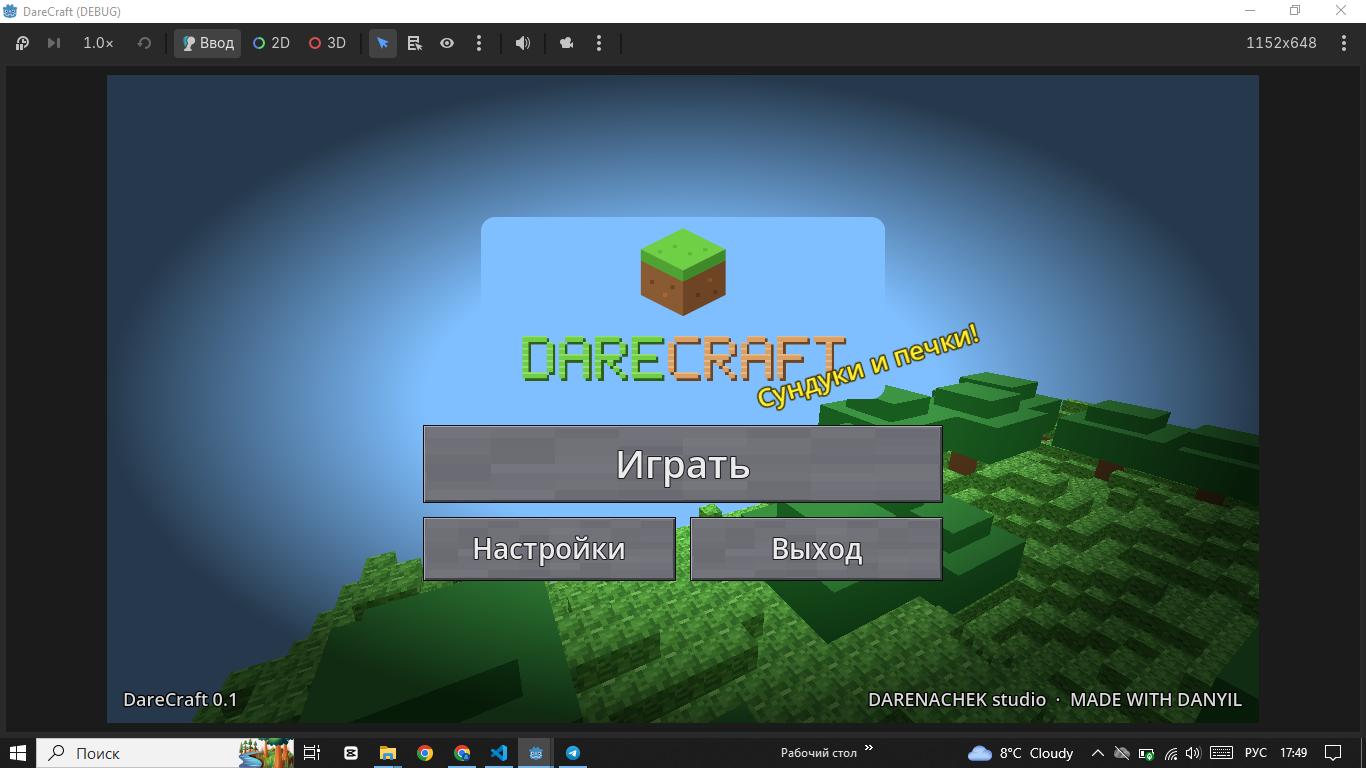 DareCraft (DEBUG)
1.0× Ввод 2D 3D 1152x648
DARECRAFT
Сундуки и печки!
Играть
Настройки Выход
DareCraft 0.1 DARENACHEK studio · MADE WITH DANYIL
Поиск Рабочий стол » 8°C Cloudy РУС 17:49